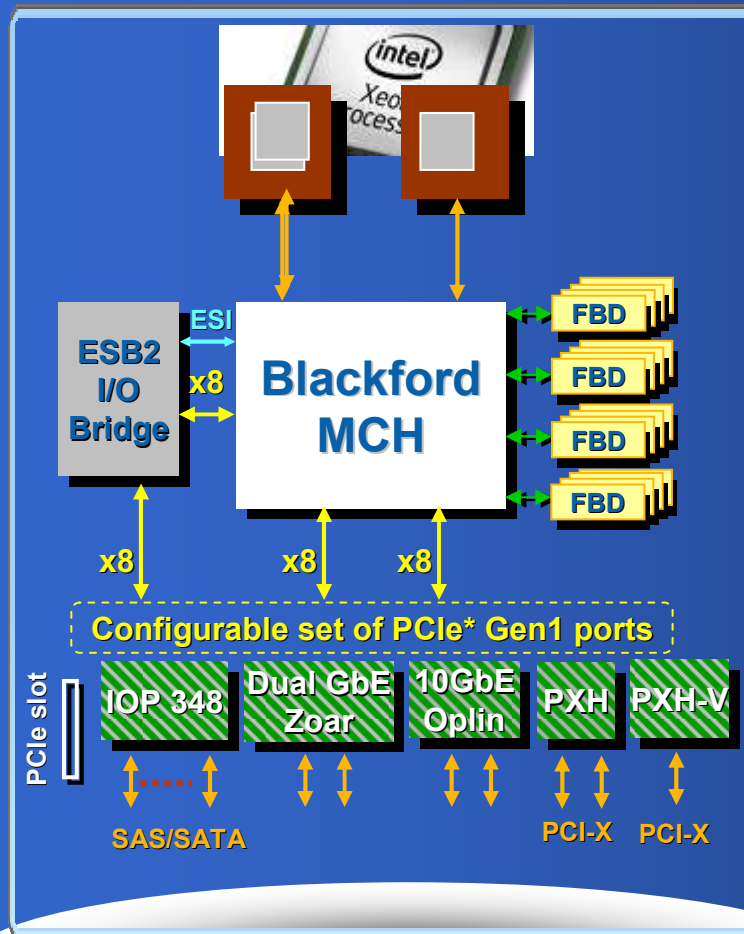 intel
Xeo
ocess
ESI
ESB2
I/O
Bridge
x8
Blackford
MCH
FBD
FBD
FBD
FBD
x8
x8
x8
Configurable set of PCIe* Gen1 ports
PCIe slot
IOP 348
Dual GbE
Zoar
10GbE
Oplin
PXH
PXH-V
SAS/SATA
PCI-X
PCI-X